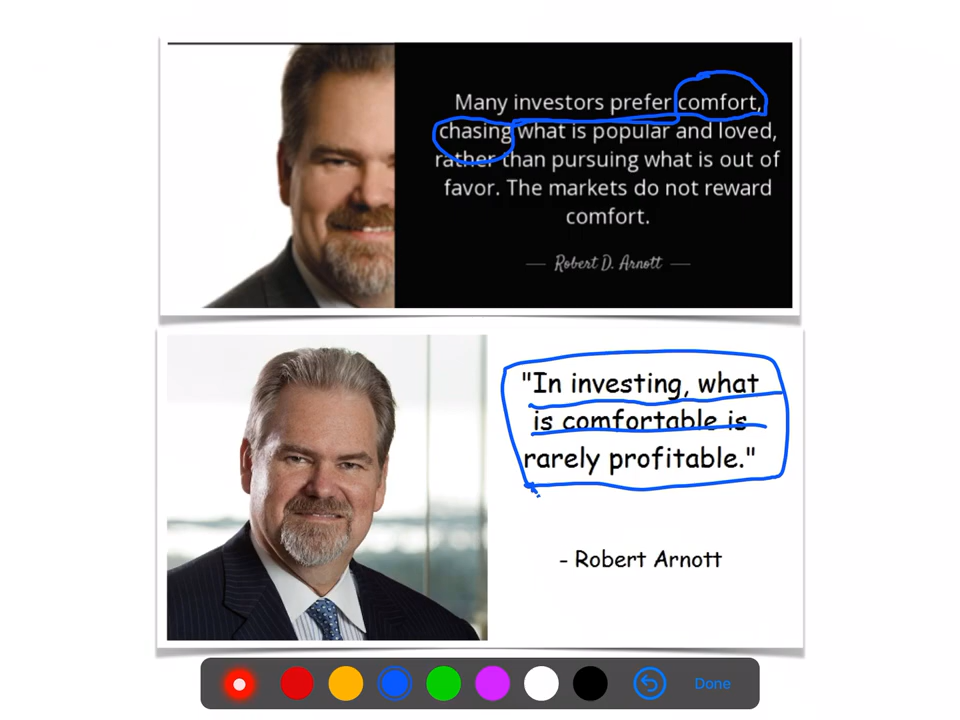 Many investors prefer comfort,
chasing what is popular and loved,
rather than pursuing what is out of
favor. The markets do not reward
comfort.
Robert D. Arnott
"In investing, what
is comfortable is
rarely profitable."
- Robert Arnott
Done